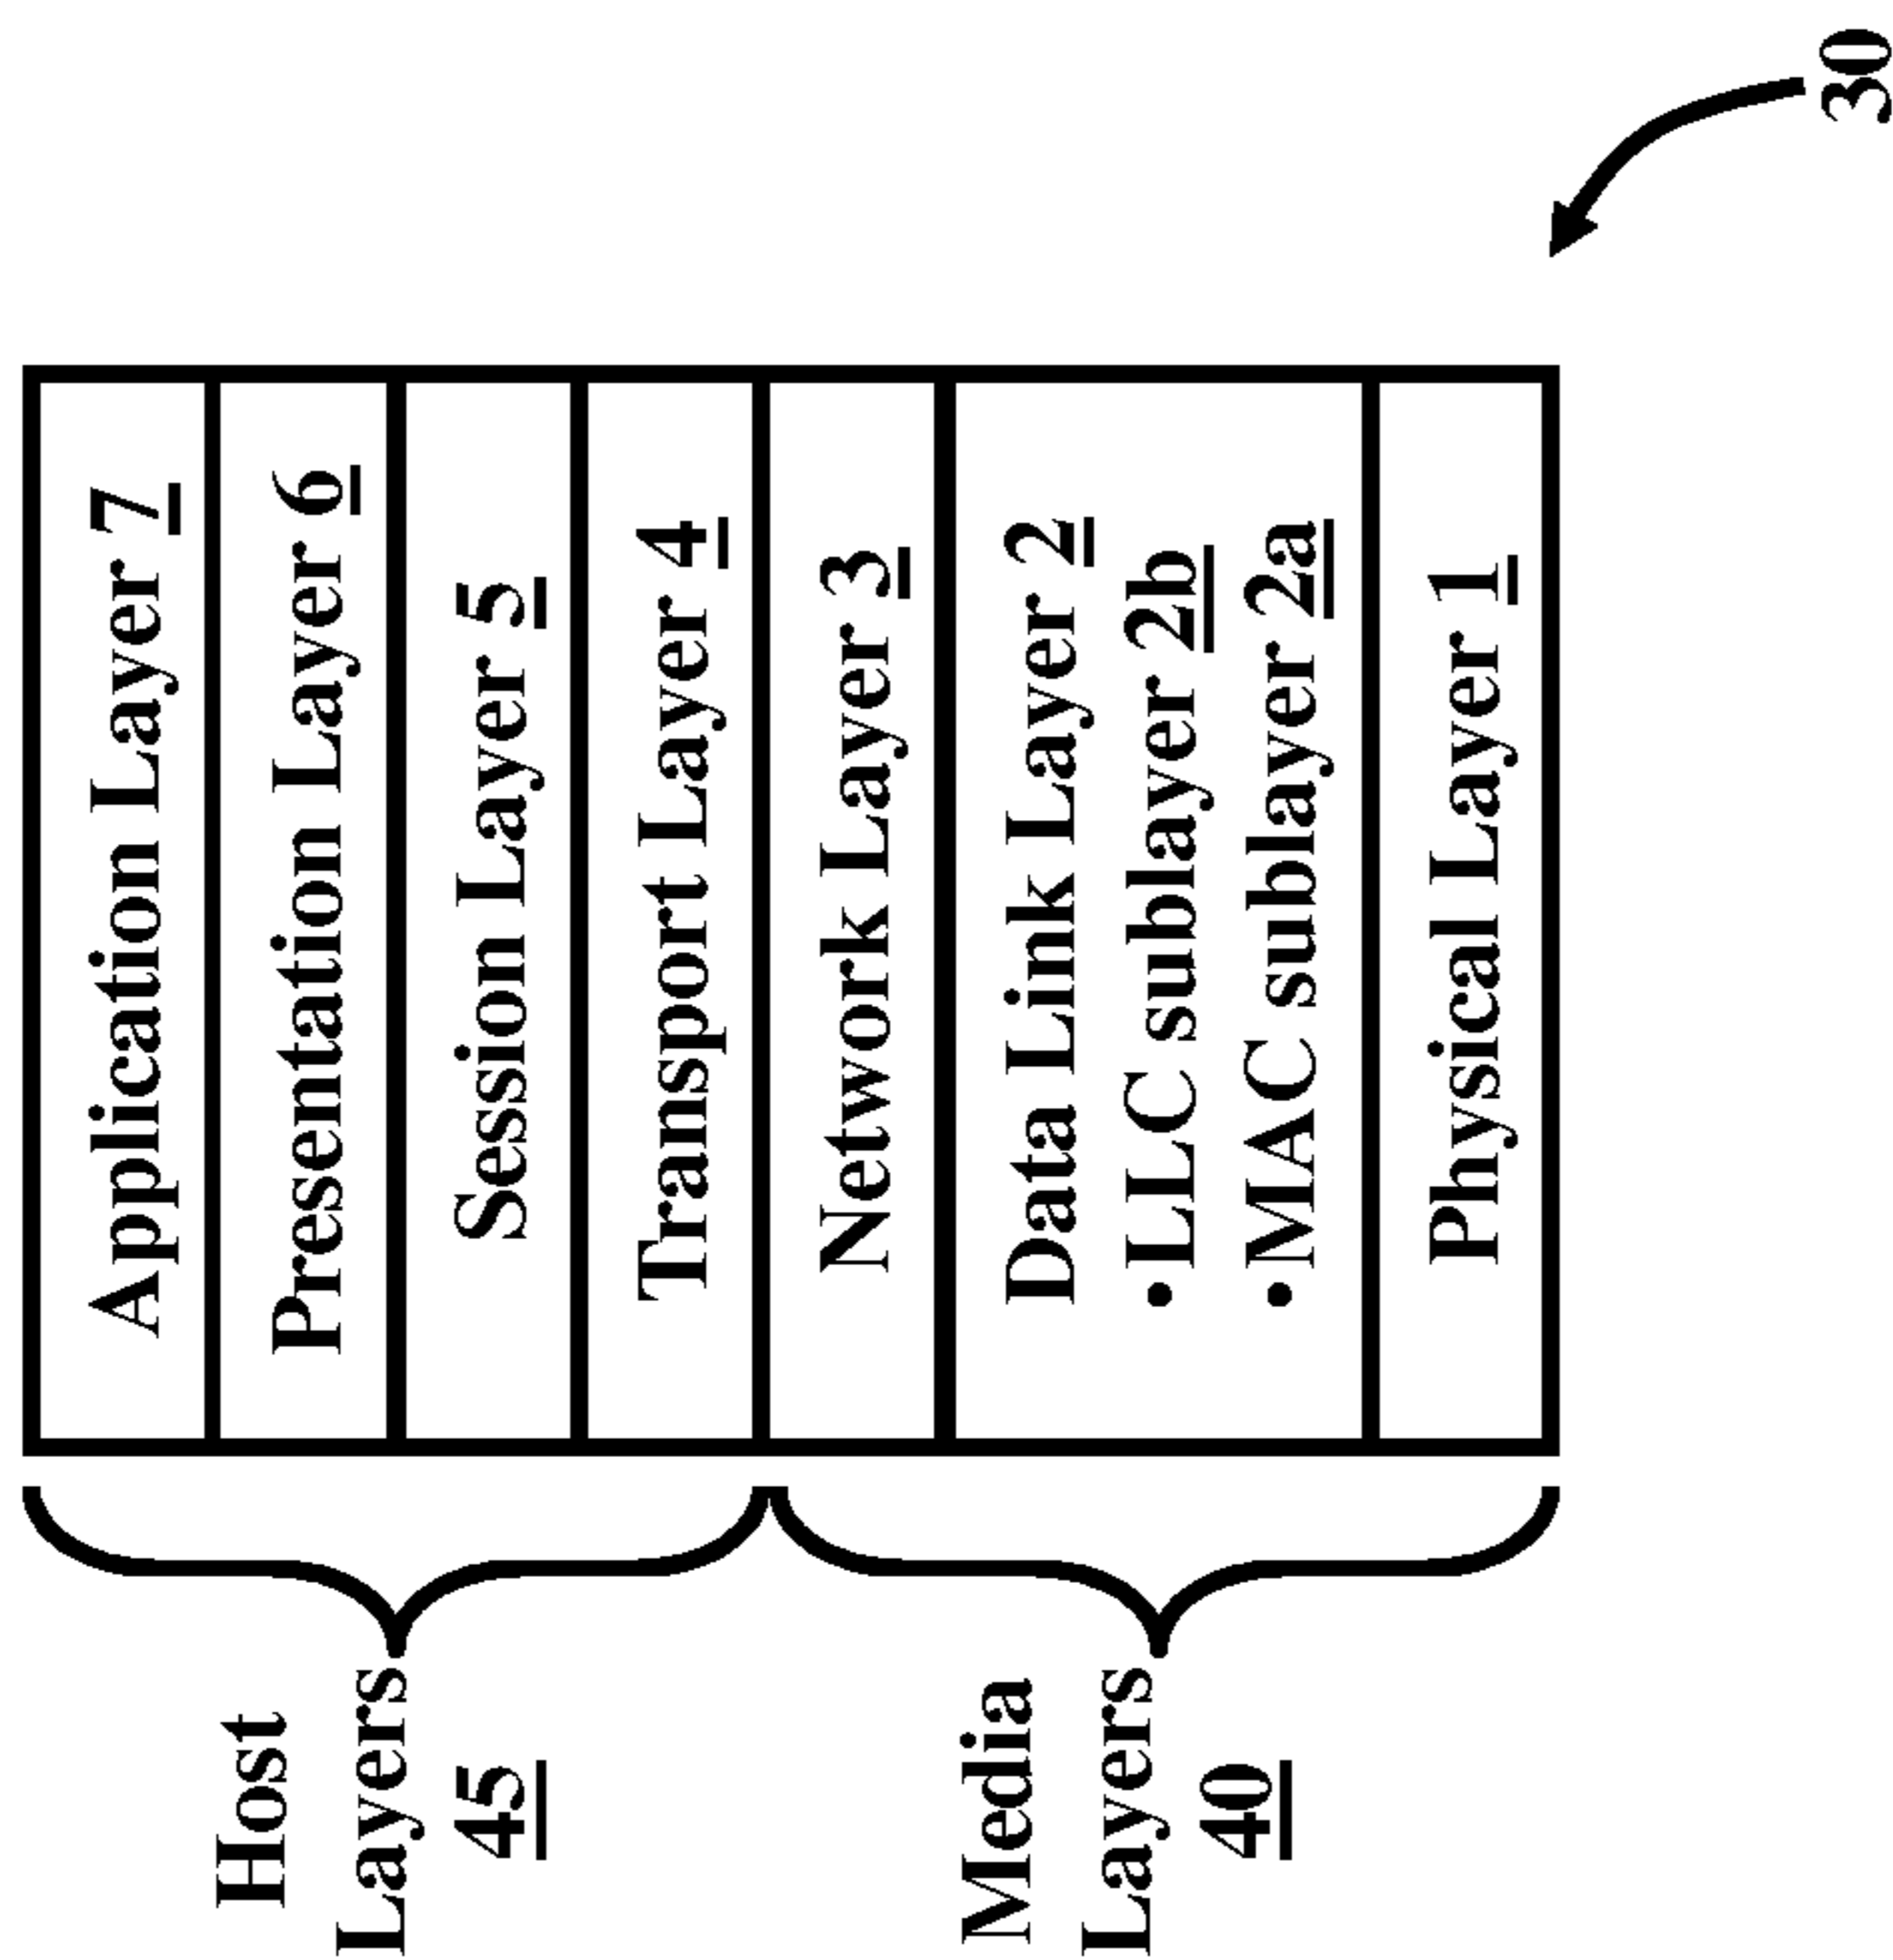 Host
Layers
45
Application Layer 7
Presentation Layer 6
Session Layer 5
Transport Layer 4
Media
Layers
40
Network Layer 3
Data Link Layer 2
•LLC sublayer 2b
•MAC sublayer 2a
Physical Layer 1
30